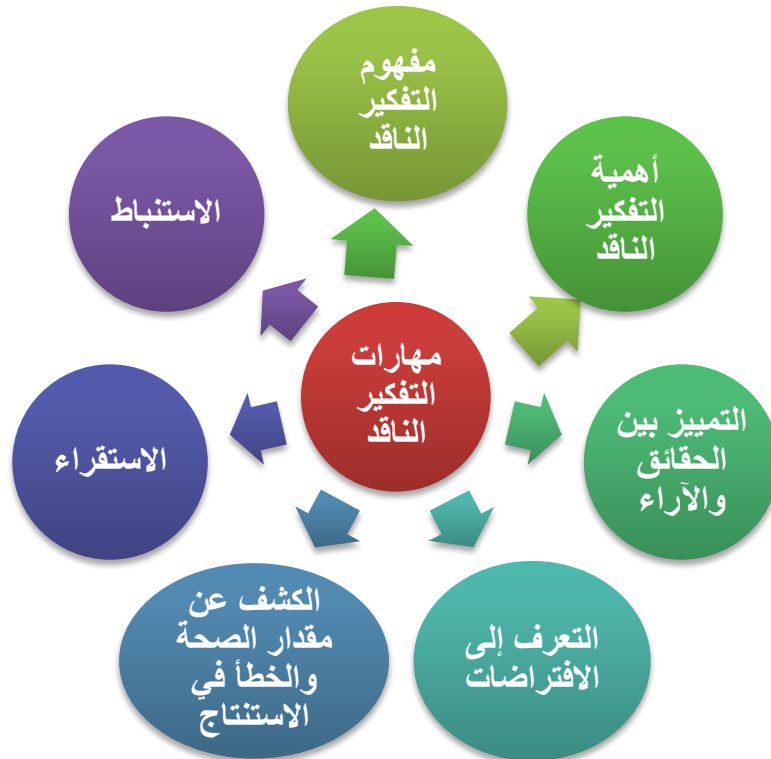 مفهوم
التفكير
الناقد
أهمية
التفكير
الناقد
التمييز بين
الحقائق
والآراء
التعرف إلى
الافتراضات
الكشف عن
مقدار الصحة
والخطأ في
الاستنتاج
الاستقراء
الاستنباط
مهارات
التفكير
الناقد